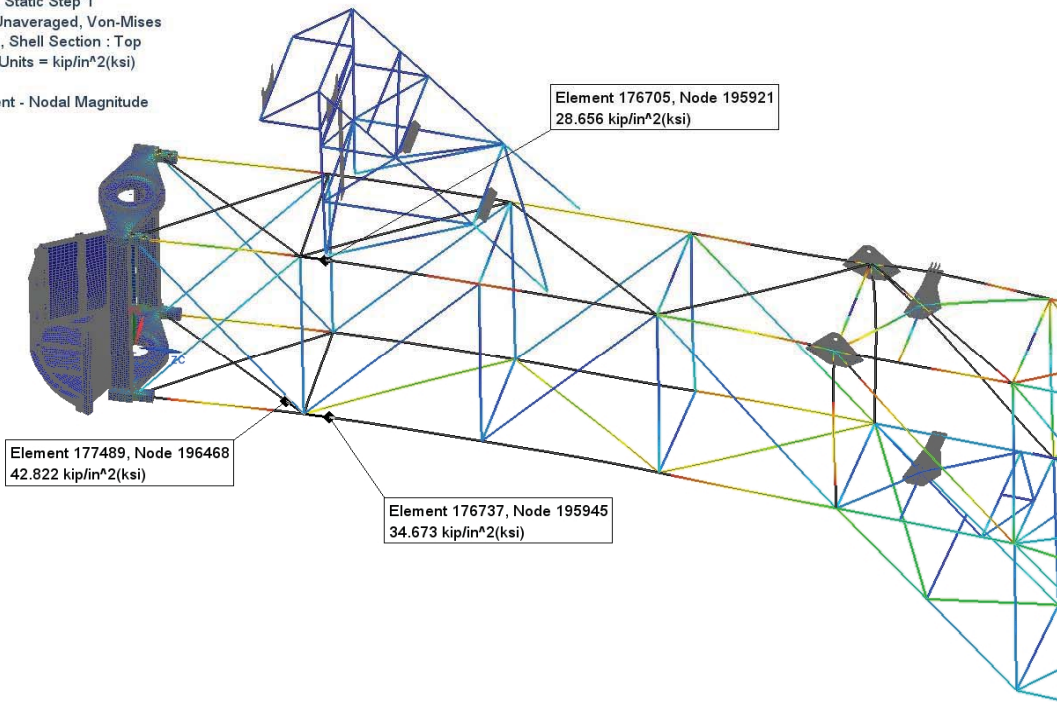 Static Step 1
Unaveraged, Von-Mises
, Shell Section : Top
Units = kip/in^2(ksi)
nt - Nodal Magnitude
Element 176705, Node 195921
28.656 kip/in^2(ksi)
ZC
Element 177489, Node 196468
42.822 kip/in^2(ksi)
Element 176737, Node 195945
34.673 kip/in^2(ksi)